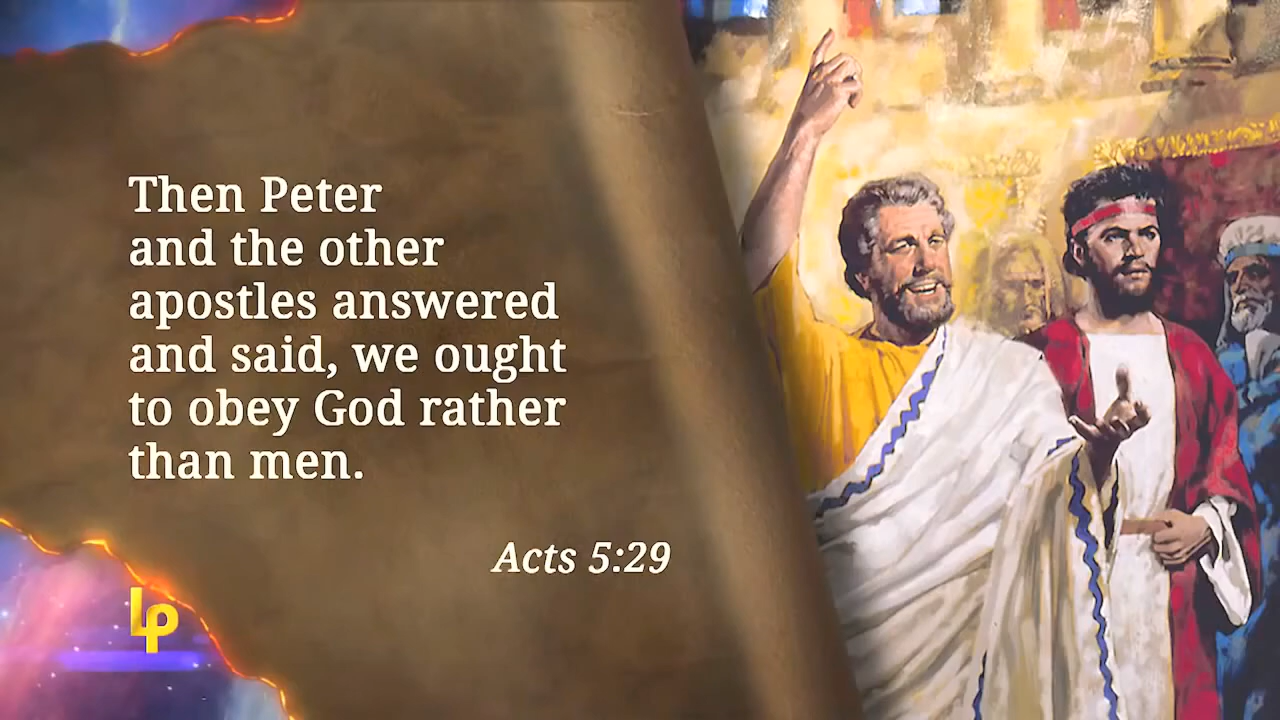 Then Peter
and the other
apostles answered
and said, we ought
to obey God rather
than men.
Acts 5:29
LP